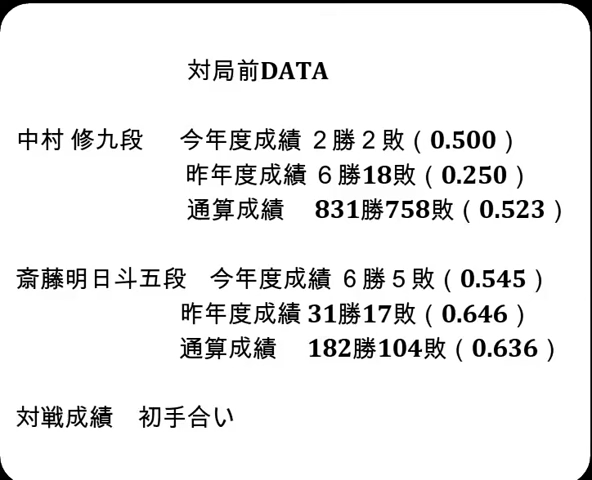 対局前DATA
中村 修九段　今年度成績 ２勝２敗（0.500）
昨年度成績 ６勝18敗（0.250）
通算成績　831勝758敗（0.523）
斎藤明日斗五段　今年度成績 ６勝５敗（0.545）
昨年度成績 31勝17敗（0.646）
通算成績　182勝104敗（0.636）
対戦成績　初手合い